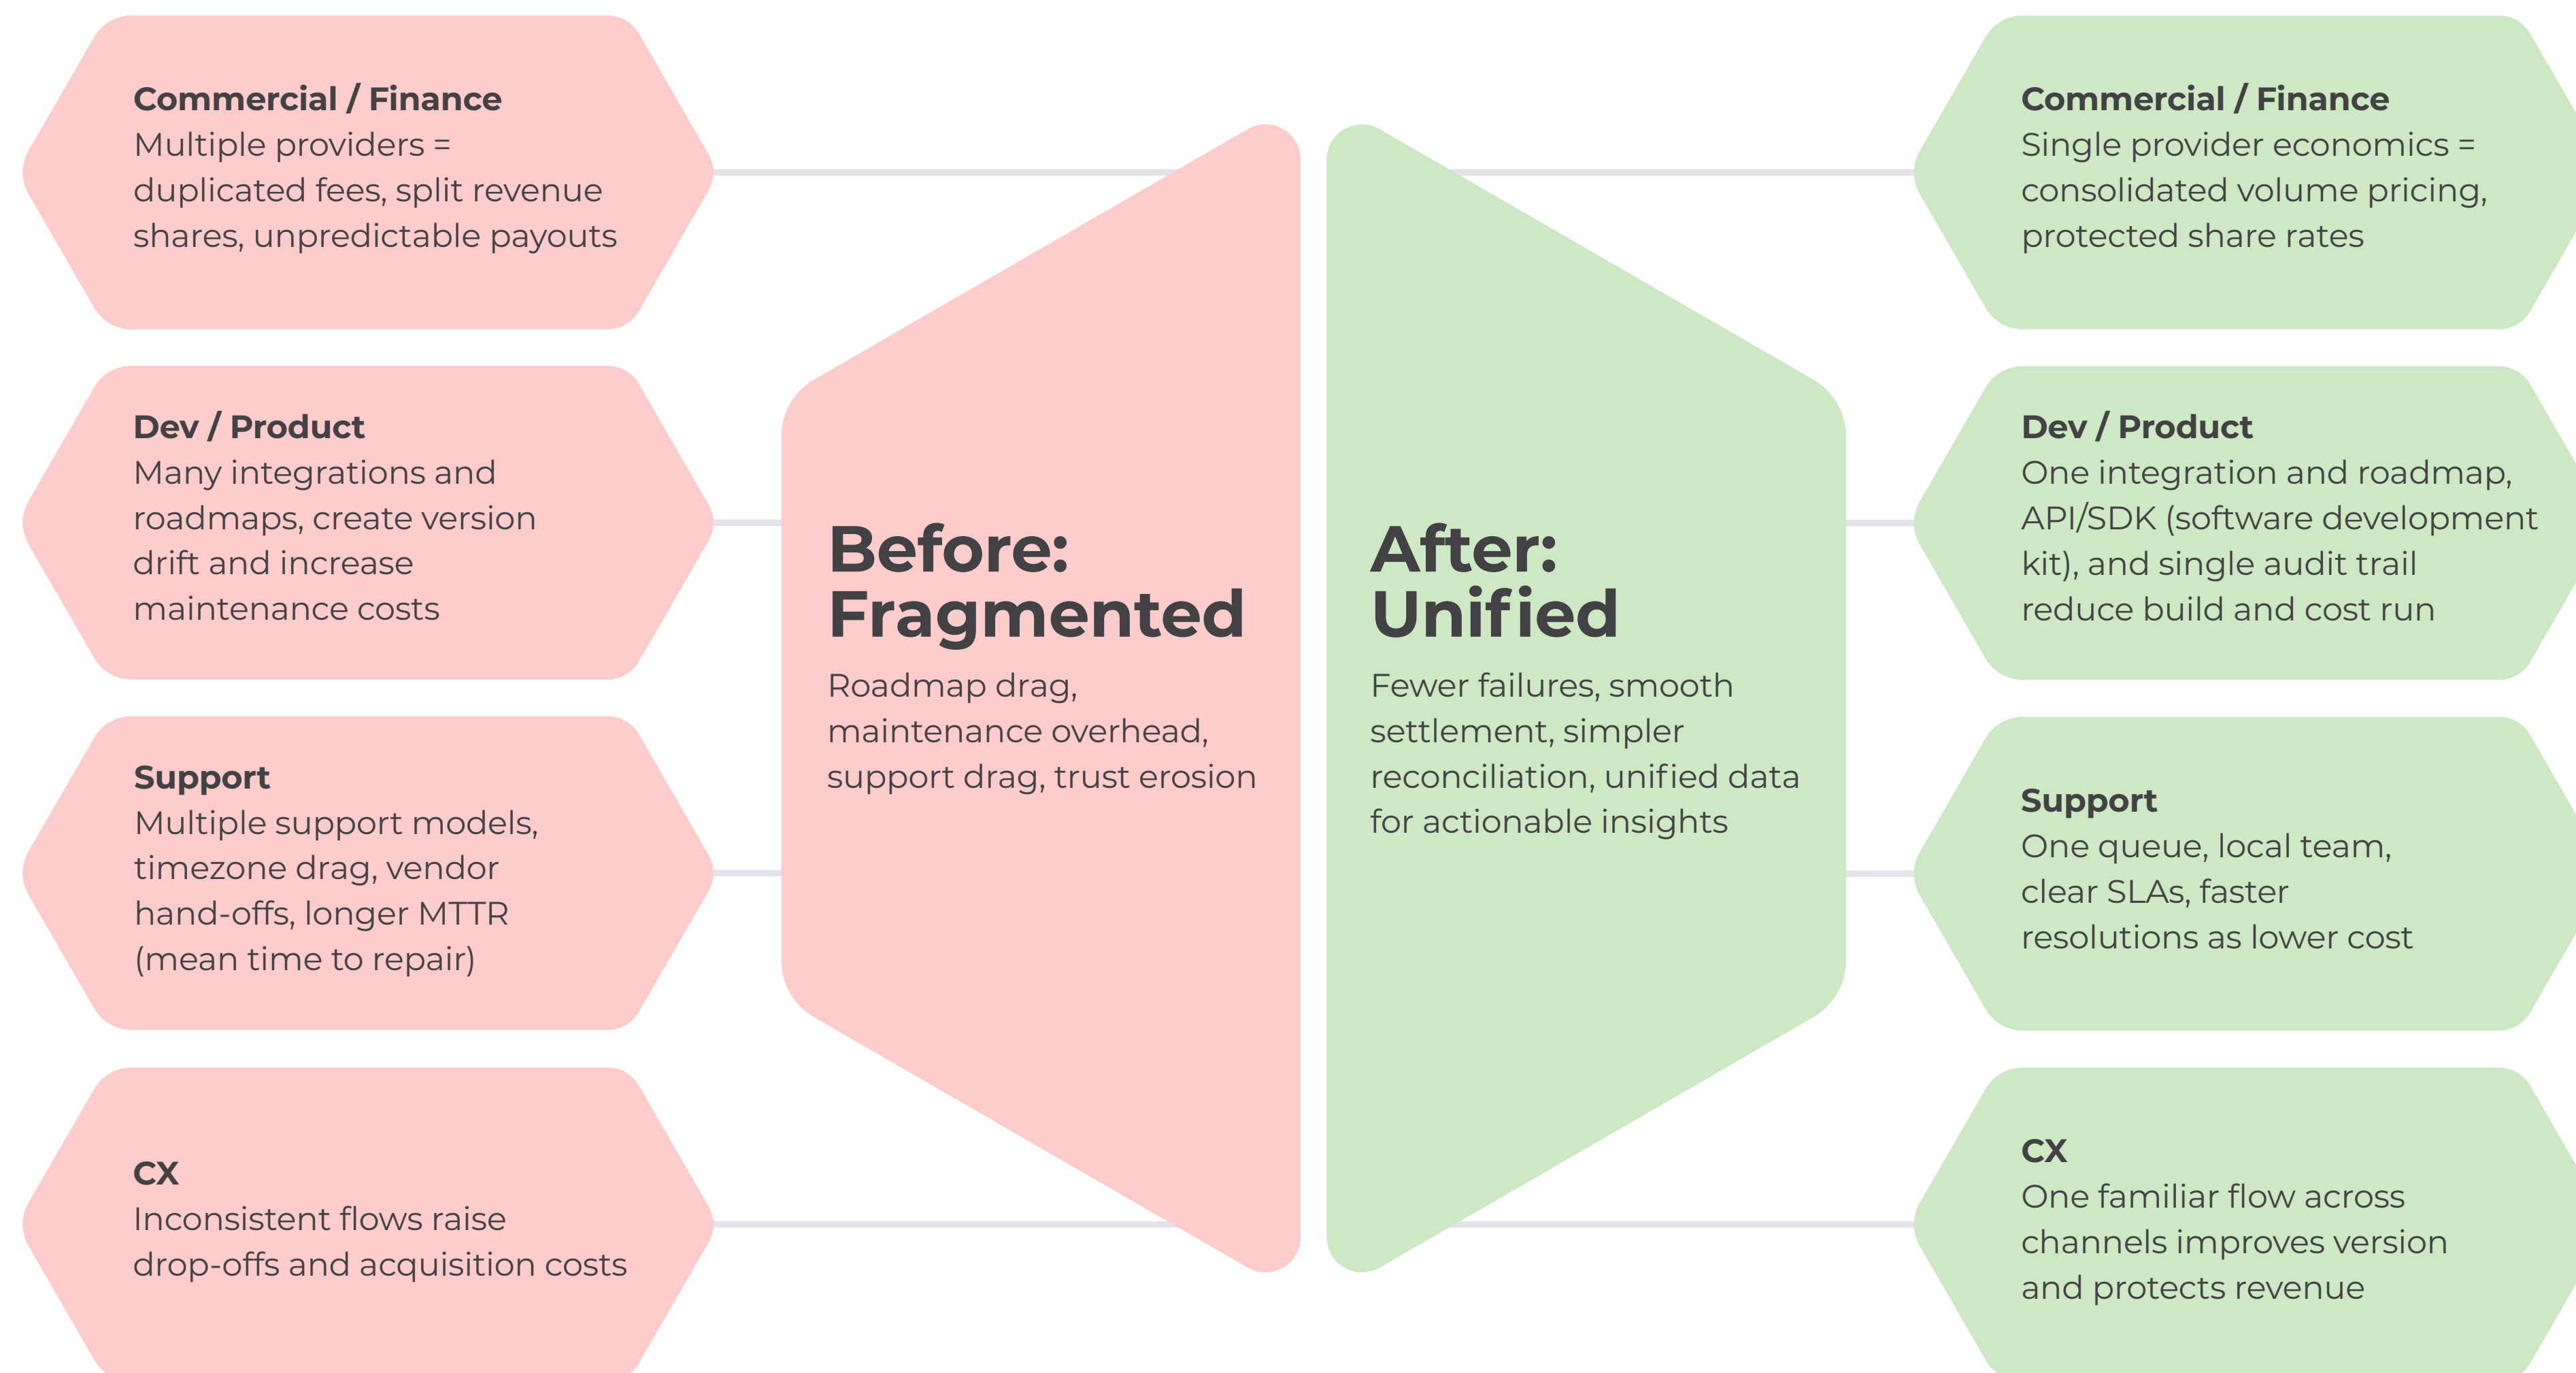 Commercial / Finance
Multiple providers =
duplicated fees, split revenue
shares, unpredictable payouts
Dev / Product
Many integrations and
roadmaps, create version
drift and increase
maintenance costs
Support
Multiple support models,
timezone drag, vendor
hand-offs, longer MTTR
(mean time to repair)
CX
Inconsistent flows raise
drop-offs and acquisition costs
Before:
Fragmented
Roadmap drag,
maintenance overhead,
support drag, trust erosion
After:
Unified
Fewer failures, smooth
settlement, simpler
reconciliation, unified data
for actionable insights
Commercial / Finance
Single provider economics =
consolidated volume pricing,
protected share rates
Dev / Product
One integration and roadmap,
API/SDK (software development
kit), and single audit trail
reduce build and cost run
Support
One queue, local team,
clear SLAs, faster
resolutions as lower cost
CX
One familiar flow across
channels improves version
and protects revenue